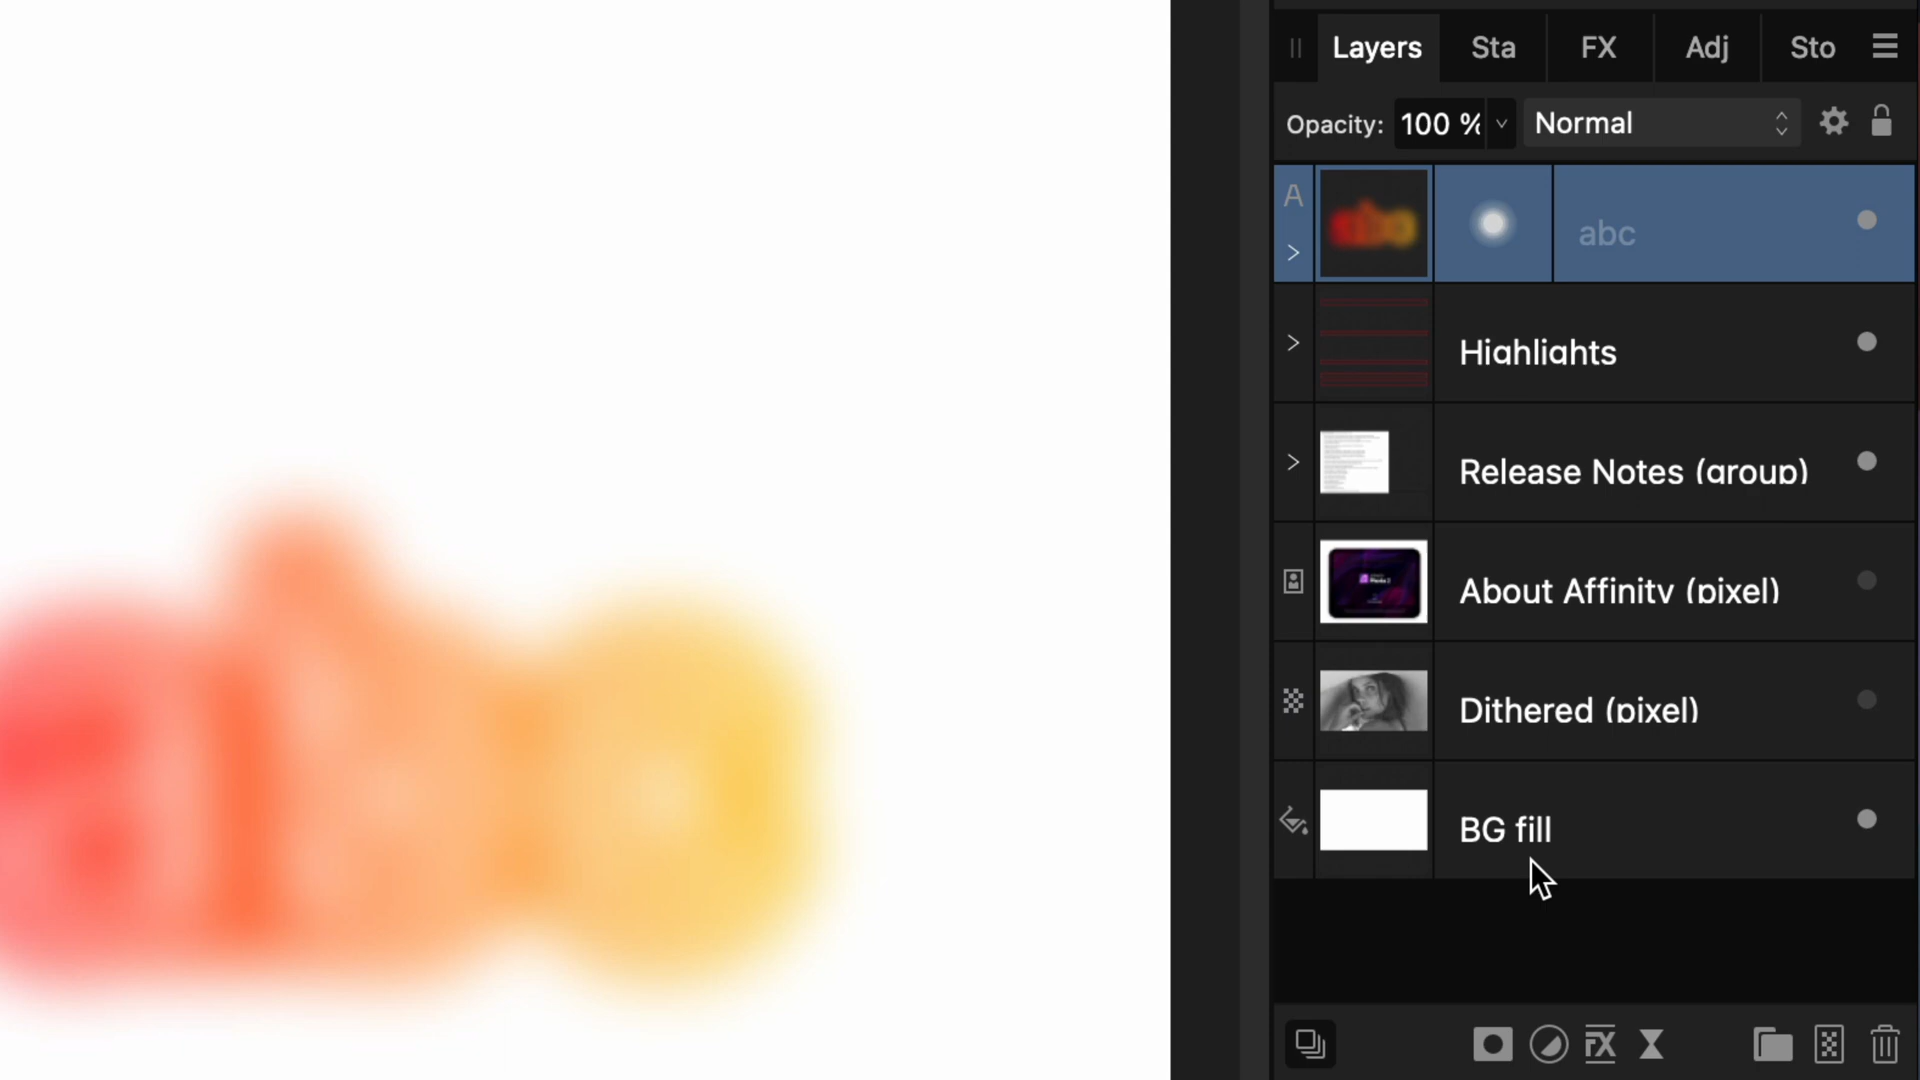 Layers Sta FX Adj Sto
Opacity: 100 % Normal
A abc
Highlights
Release Notes (group)
About Affinity (pixel)
Dithered (pixel)
BG fill
FX